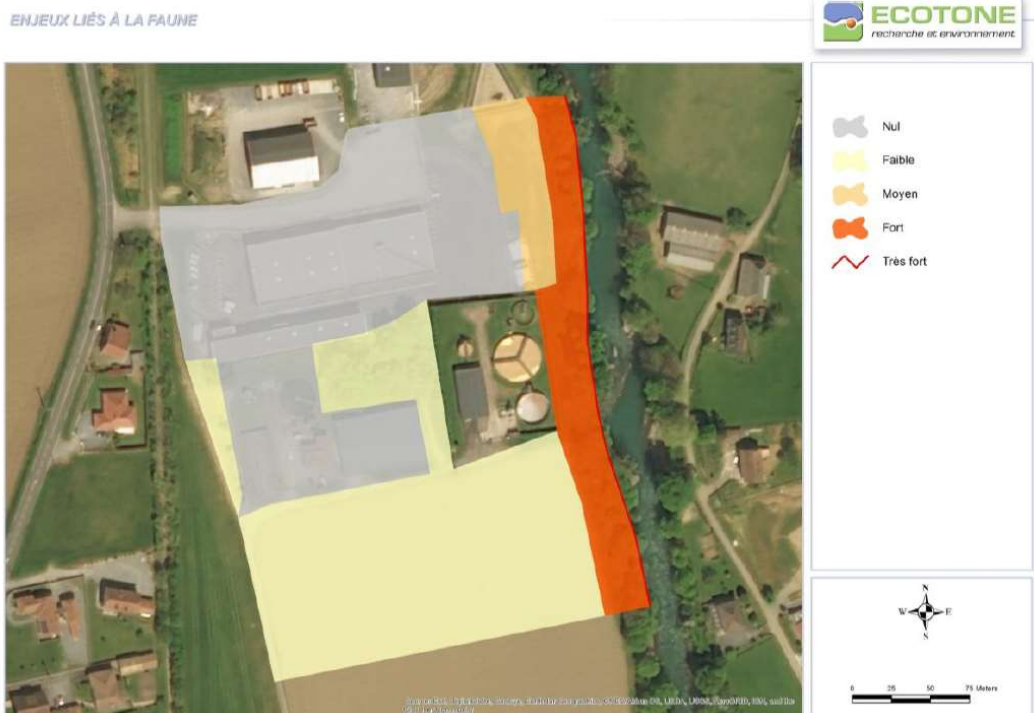 ENJEUX LIÉS À LA FAUNE
ECOTONE
recherche et environnement
Nul
Faible
Moyen
Fort
Très fort
N
W E
S
0 25 50 75 Meters